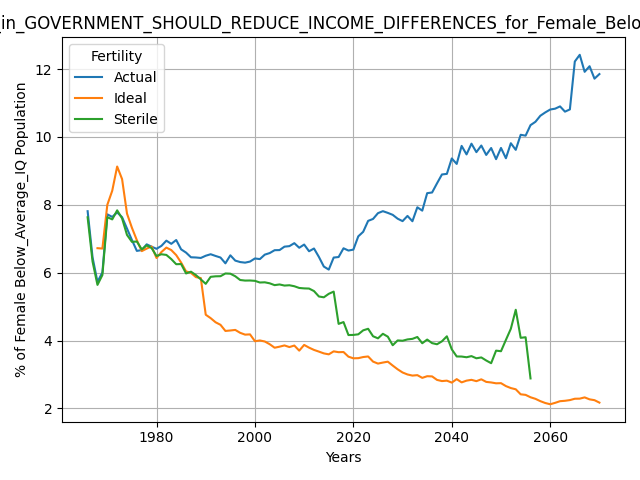 _in_GOVERNMENT_SHOULD_REDUCE_INCOME_DIFFERENCES_for_Female_Belo
Fertility
Actual
Ideal
Sterile
% of Female Below_Average_IQ Population
12
10
8
6
4
2
1980
2000
2020
2040
2060
Years